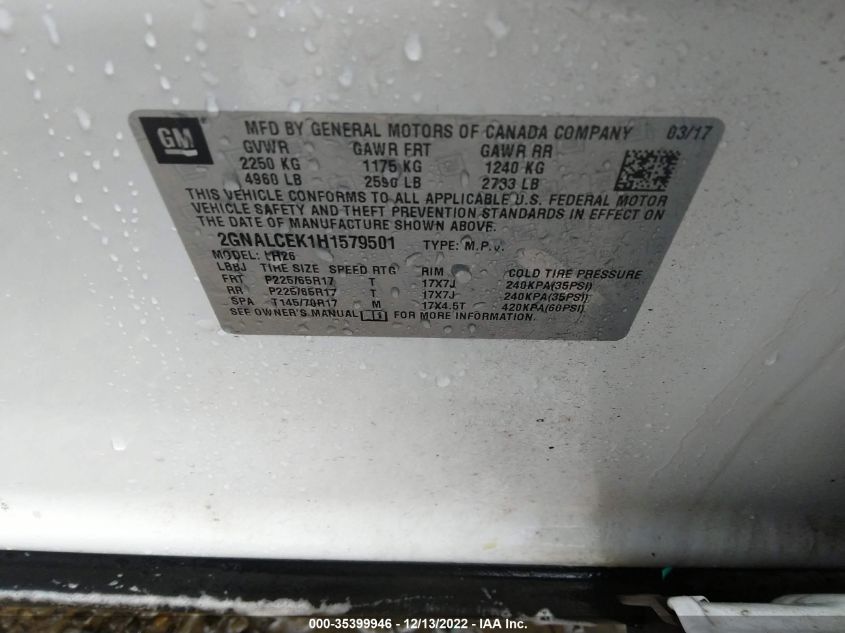 GM
MFD BY GENERAL MOTORS OF CANADA COMPANY 03/17
GVWR GAWR FRT GAWR RR
2250 KG 1175 KG 1240 KG
4960 LB 2590 LB 2733 LB
THIS VEHICLE CONFORMS TO ALL APPLICABLE U.S. FEDERAL MOTOR
VEHICLE SAFETY AND THEFT PREVENTION STANDARDS IN EFFECT ON
THE DATE OF MANUFACTURE SHOWN ABOVE.
2GNALCEK1H1579501 TYPE: M.P.V.
MODEL: LH26
LBBJ TIRE SIZE SPEED RTG RIM COLD TIRE PRESSURE
FRT P225/65R17 T 17X7J 240KPA(35PSI)
RR P225/65R17 T 17X7J 240KPA(35PSI)
SPA T145/70R17 M 17X4.5T 420KPA(60PSI)
SEE OWNER'S MANUAL FOR MORE INFORMATION.
000-35399946 - 12/13/2022 - © IAA, Inc.